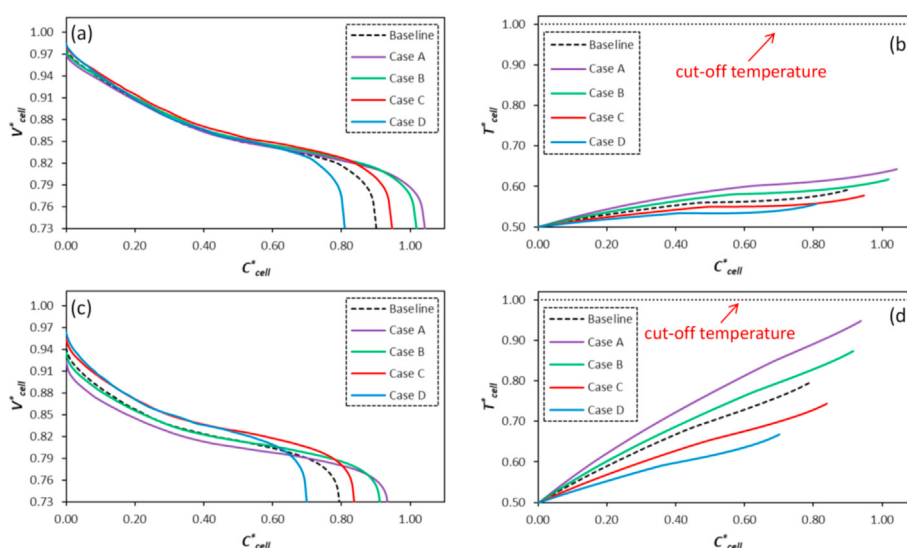 (a)
1.00
0.97
0.94
0.91
0.88
0.85
0.82
0.79
0.76
0.73
V*cell
Baseline
Case A
Case B
Case C
Case D
0.00 0.20 0.40 0.60 0.80 1.00
C*cell
(b
1.00
0.90
0.80
0.70
0.60
0.50
T*cell
Baseline
Case A
Case B
Case C
Case D
cut-off temperature
0.00 0.20 0.40 0.60 0.80 1.00
C*cell
(c)
1.00
0.97
0.94
0.91
0.88
0.85
0.82
0.79
0.76
0.73
V*cell
Baseline
Case A
Case B
Case C
Case D
0.00 0.20 0.40 0.60 0.80 1.00
C*cell
(d)
1.00
0.90
0.80
0.70
0.60
0.50
T*cell
Baseline
Case A
Case B
Case C
Case D
cut-off temperature
0.00 0.20 0.40 0.60 0.80 1.00
C*cell